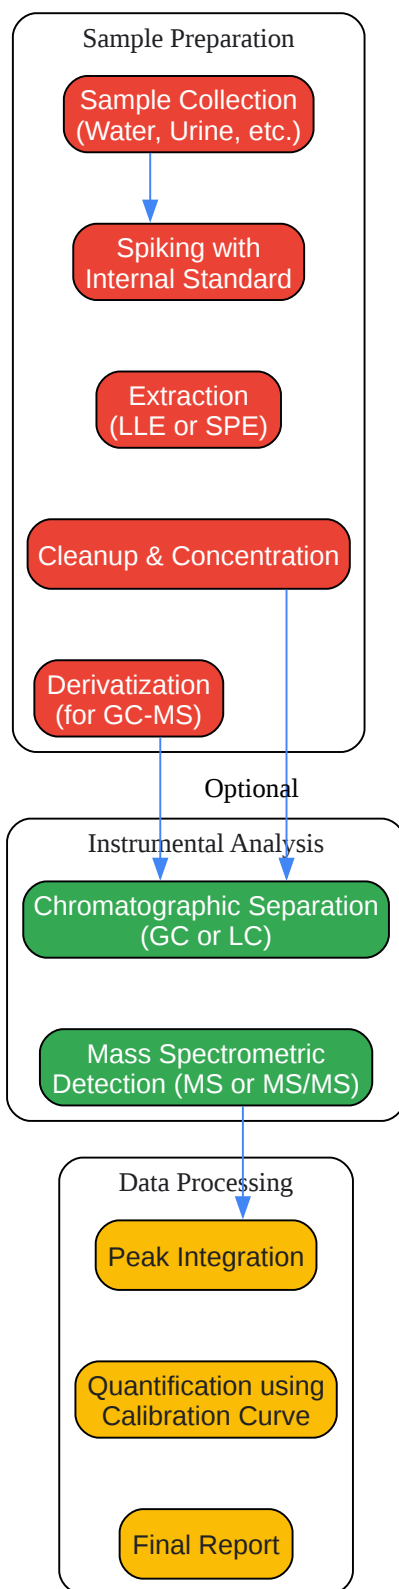 Sample Preparation
Sample Collection
(Water, Urine, etc.)
Spiking with
Internal Standard
Extraction
(LLE or SPE)
Cleanup & Concentration
Derivatization
(for GC-MS)
Optional
Instrumental Analysis
Chromatographic Separation
(GC or LC)
Mass Spectrometric
Detection (MS or MS/MS)
Data Processing
Peak Integration
Quantification using
Calibration Curve
Final Report